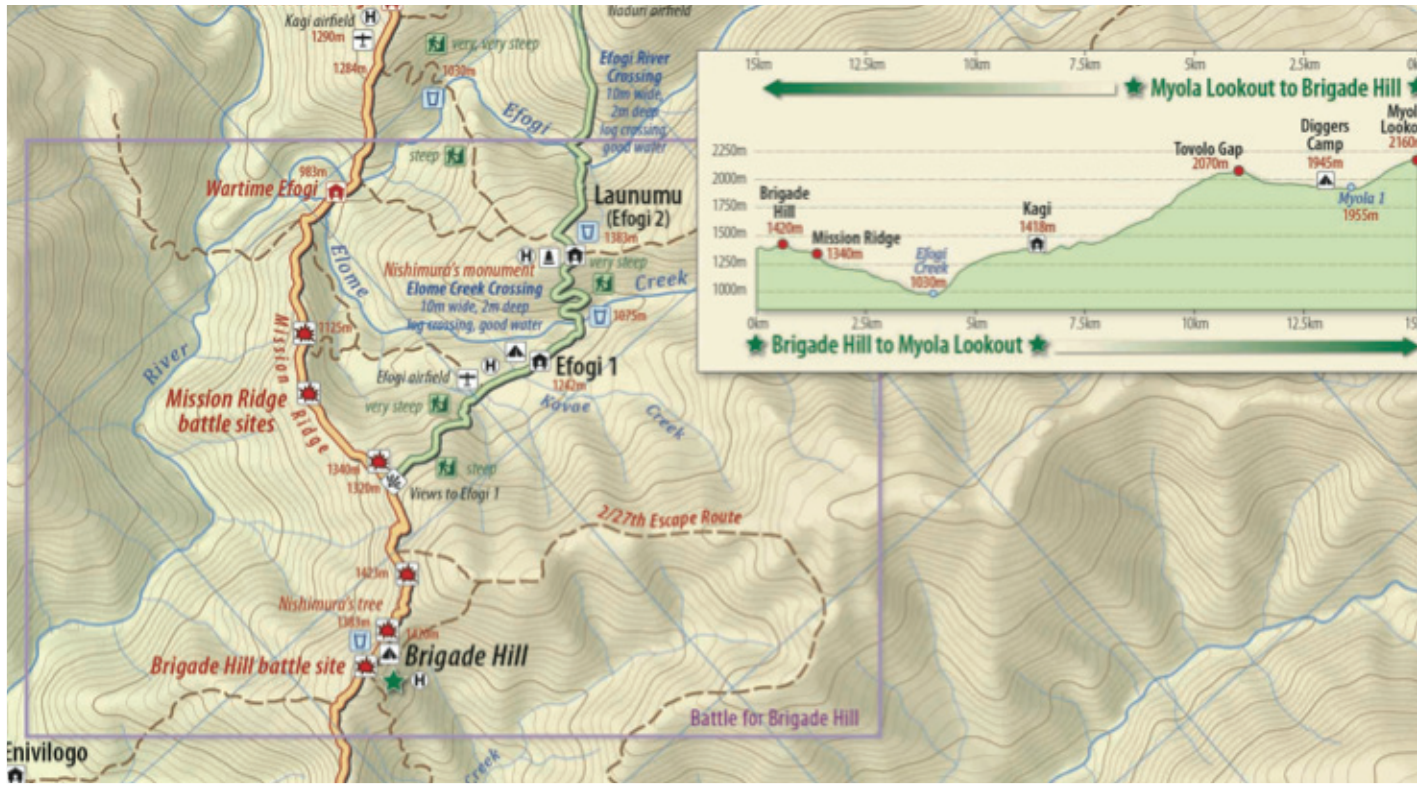 Kagi airfield
1290m
1284m
very, very steep
1030m
Efogi
steep
Efogi River
Crossing
10m wide,
2m deep
log crossing,
good water
983m
Wartime Efogi
Launumu
(Efogi 2)
1383m
very steep
Nishimura's monument
Elome Creek Crossing
10m wide, 2m deep
log crossing, good water
Creek
1075m
Elome
River
Mission
Ridge
1125m
Mission Ridge
battle sites
Efogi airfield
Efogi 1
1242m
very steep
Kavae
Creek
steep
1340m
1320m
Views to Efogi 1
2/27th Escape Route
1423m
Nishimura's tree
1383m
1420m
Brigade Hill battle site
Brigade Hill
Battle for Brigade Hill
Enivilogo
Creek
15km
12.5km
10km
5km
7.5km
2.5km
Myola Lookout to Brigade Hill
2250m
2000m
1750m
1500m
1250m
1000m
Brigade
Hill
1420m
Mission Ridge
1340m
Efogi
Creek
1030m
Kagi
1418m
Tovolo Gap
2070m
Diggers
Camp
1945m
Myola 1
1955m
0km
2.5km
5km
7.5km
10km
12.5km
Brigade Hill to Myola Lookout